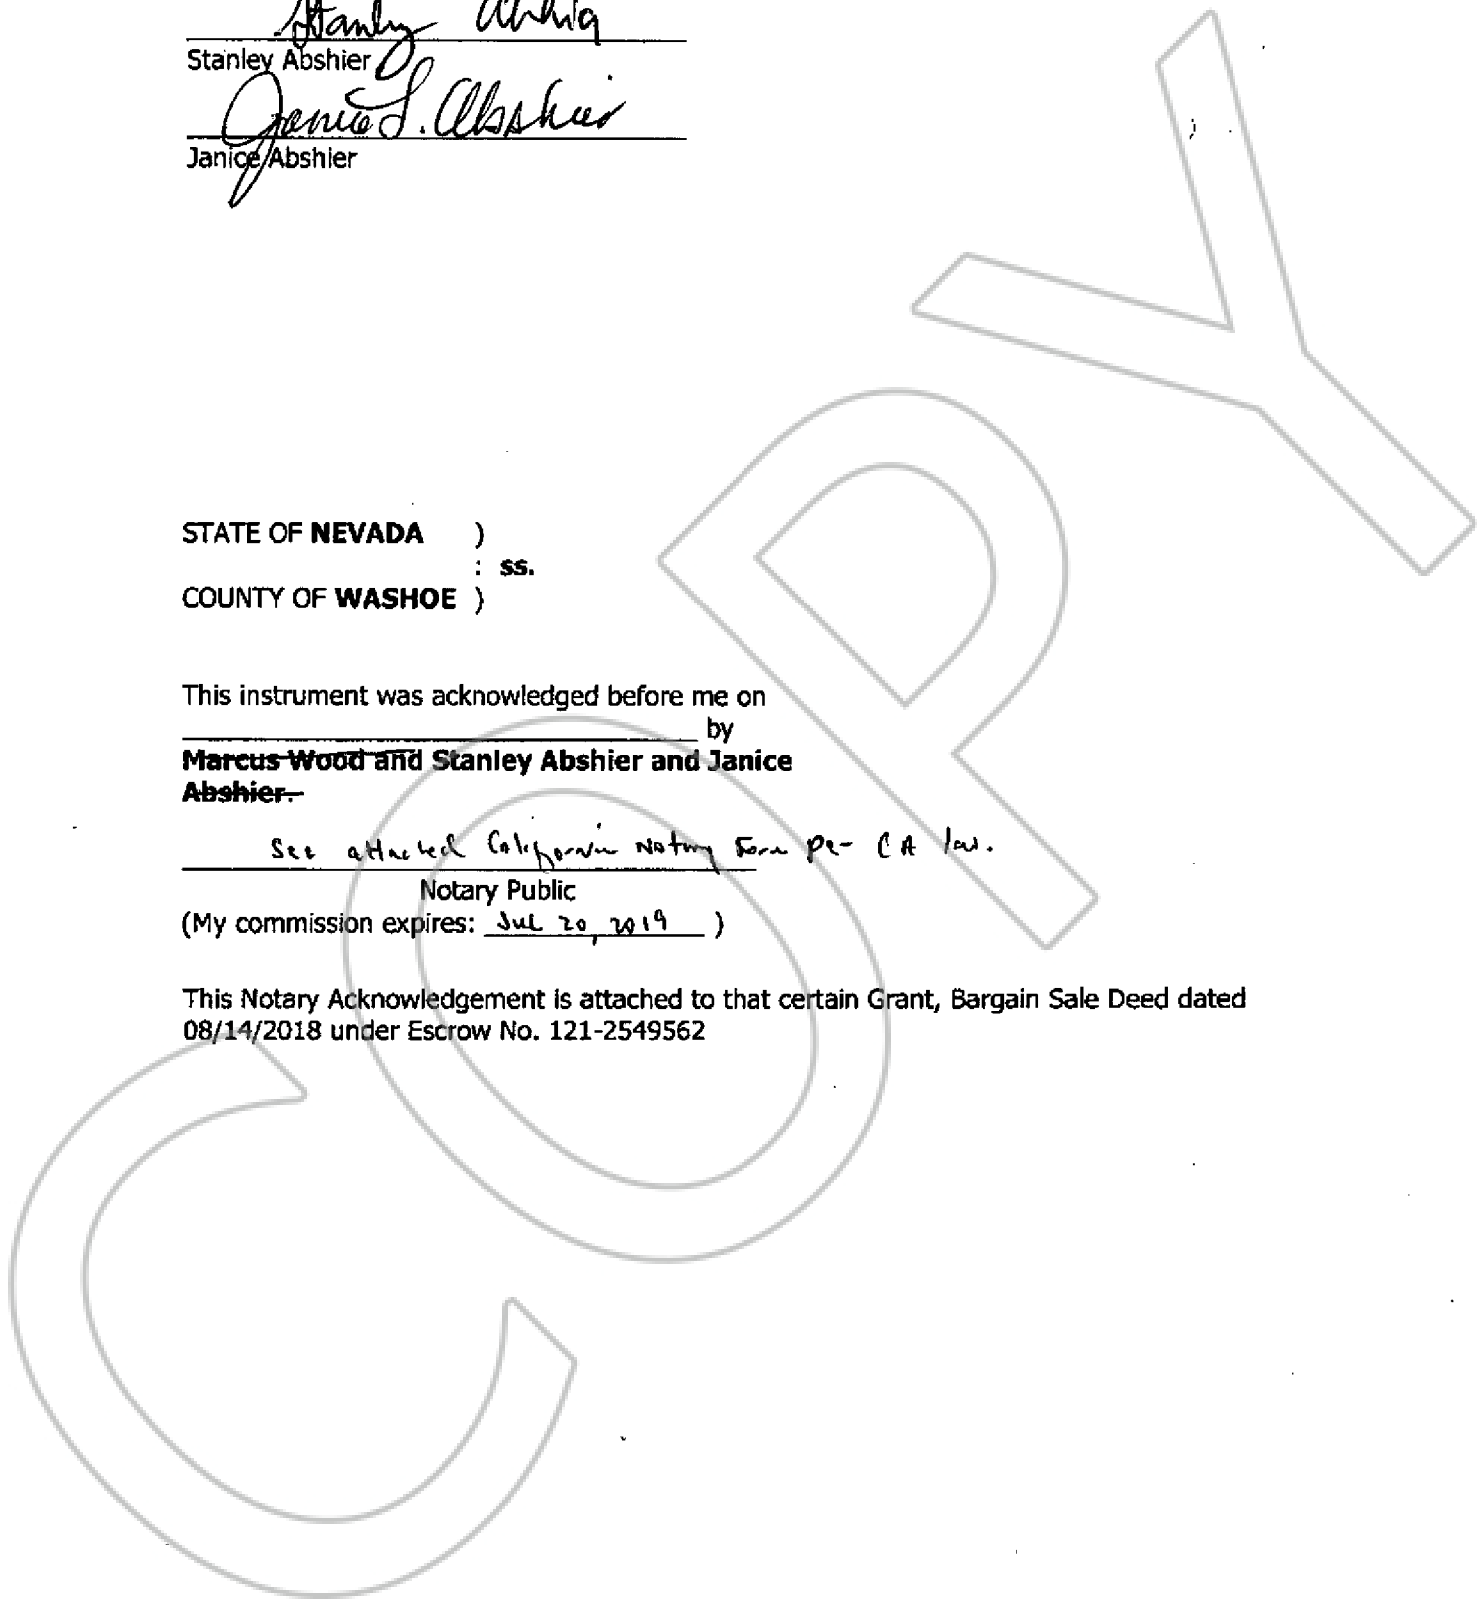 Stanley
Stanley Abshier
Janice L. Abshier
Janice Abshier
STATE OF NEVADA )
: ss.
COUNTY OF WASHOE )
This instrument was acknowledged before me on
by
Marcus Wood and Stanley Abshier and Janice
Abshier.
See attached California Notary Form per CA law.
Notary Public
(My commission expires: Jul 20, 2019 )
This Notary Acknowledgement is attached to that certain Grant, Bargain Sale Deed dated
08/14/2018 under Escrow No. 121-2549562
COPY